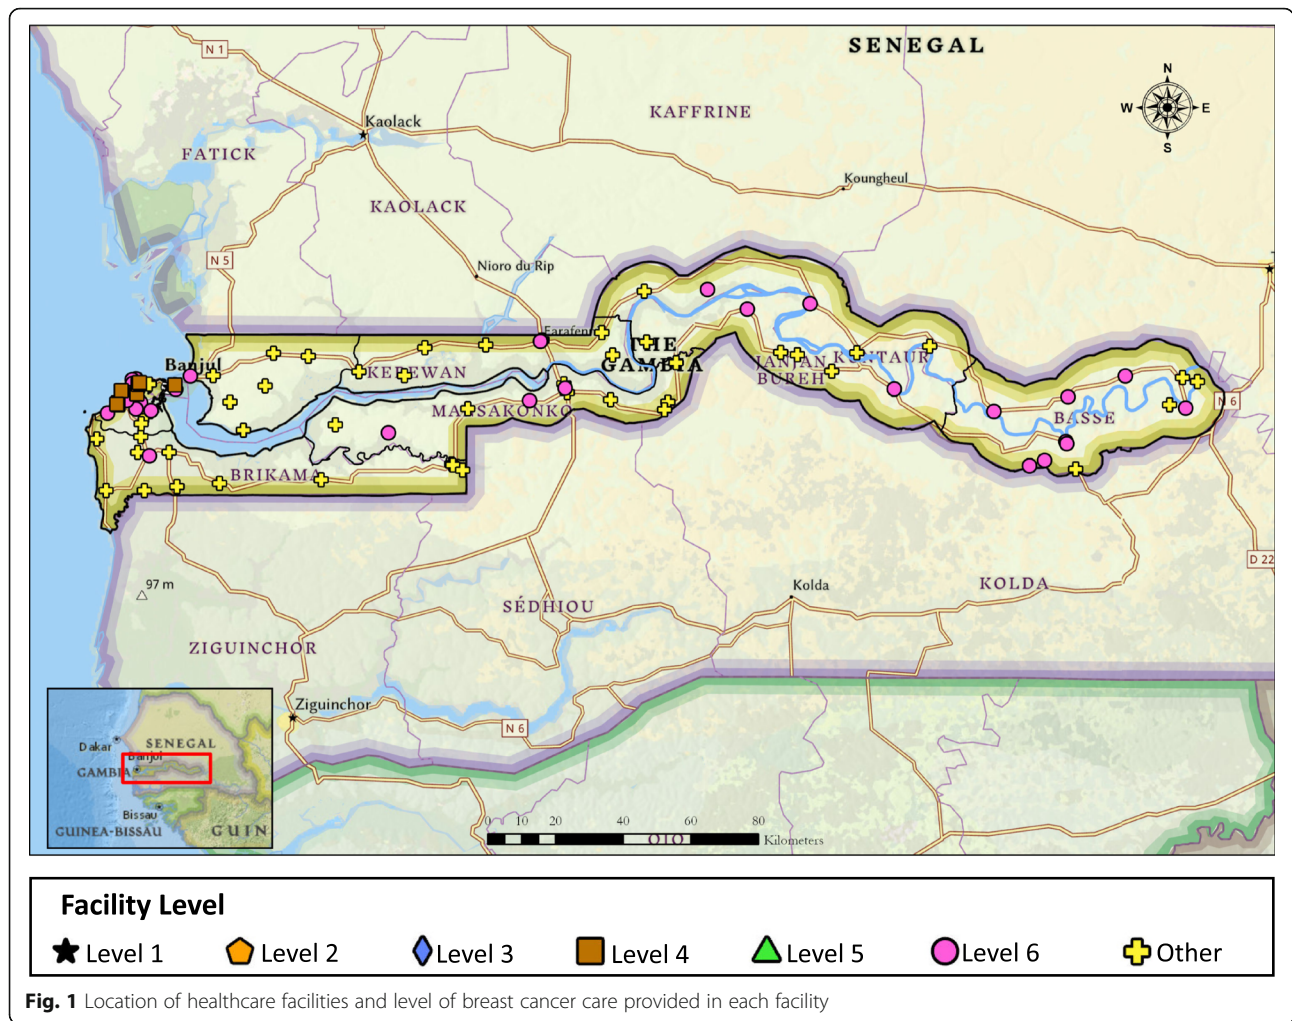 SENEGAL
N 1
N
W E
S
KAFFRINE
Kaolack
FATICK
Koungheul
KAOLACK
N 5
Nioro du Rip
Farafen
THE
GAMBIA
Banjul
KEREWAN
JANJAN
BUREH
KUNTAUR
MANSAKONKO
BASSE
N 6
BRIKAMA
97 m
D 22
Kolda
KOLDA
SÉDHIOU
ZIGUINCHOR
Ziguinchor
N 6
Dakar
SENEGAL
Banjul
GAMBIA
Bissau
GUINEA-BISSAU
GUIN
0 10 20 40 60 80
Kilometers
OIO
Facility Level
Level 1 Level 2 Level 3 Level 4 Level 5 Level 6 Other
Fig. 1 Location of healthcare facilities and level of breast cancer care provided in each facility